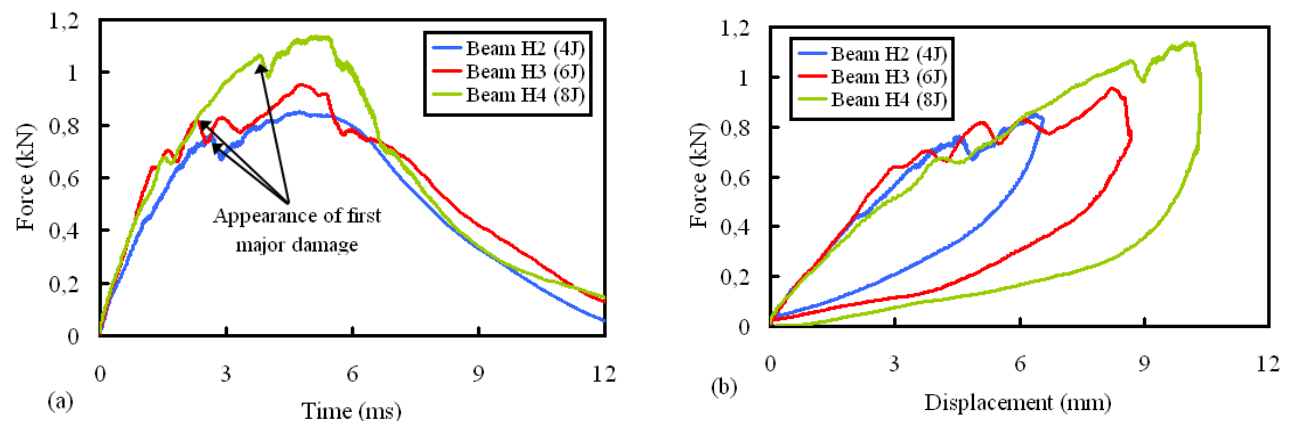 1,2
1
0,8
0,6
0,4
0,2
0
Force (kN)
Beam H2 (4J)
Beam H3 (6J)
Beam H4 (8J)
Appearance of first
major damage
0 3 6 9 12
(a)
Time (ms)
1,2
1
0,8
0,6
0,4
0,2
0
Force (kN)
Beam H2 (4J)
Beam H3 (6J)
Beam H4 (8J)
0 3 6 9 12
(b)
Displacement (mm)